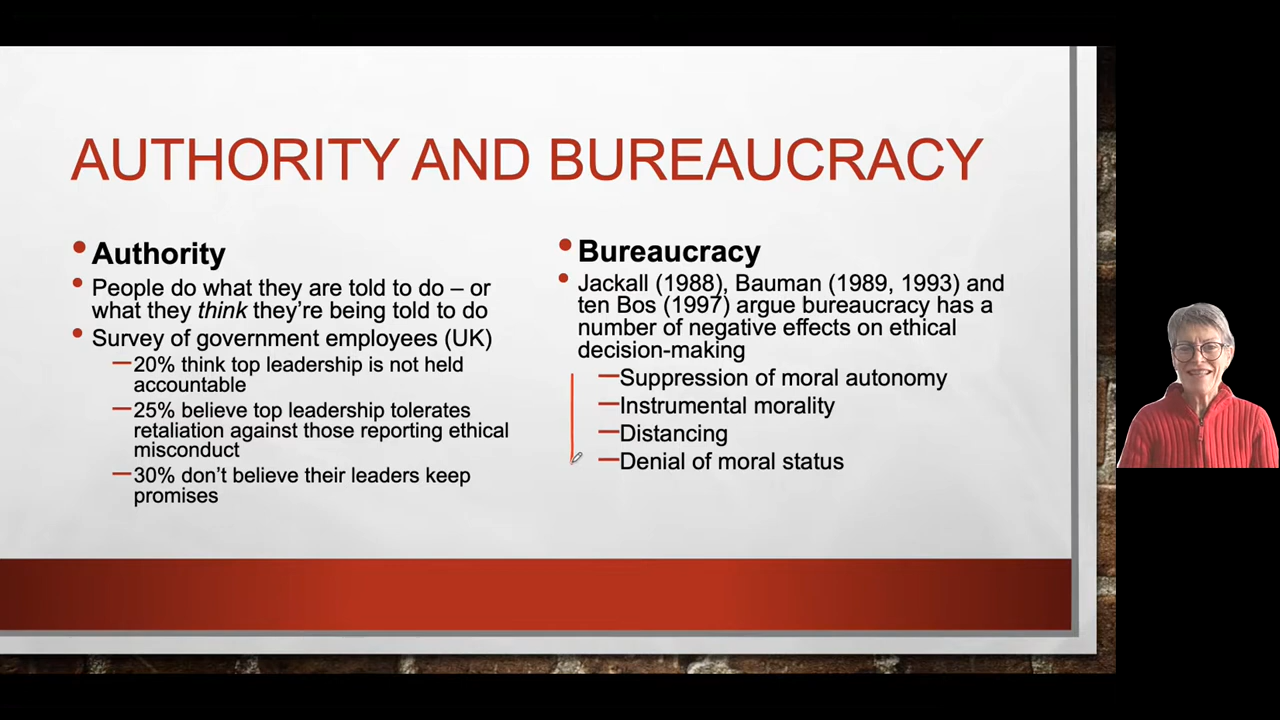 AUTHORITY AND BUREAUCRACY
• Authority
• People do what they are told to do – or
what they think they're being told to do
• Survey of government employees (UK)
—20% think top leadership is not held
accountable
—25% believe top leadership tolerates
retaliation against those reporting ethical
misconduct
—30% don't believe their leaders keep
promises
• Bureaucracy
• Jackall (1988), Bauman (1989, 1993) and
ten Bos (1997) argue bureaucracy has a
number of negative effects on ethical
decision-making
—Suppression of moral autonomy
—Instrumental morality
—Distancing
—Denial of moral status